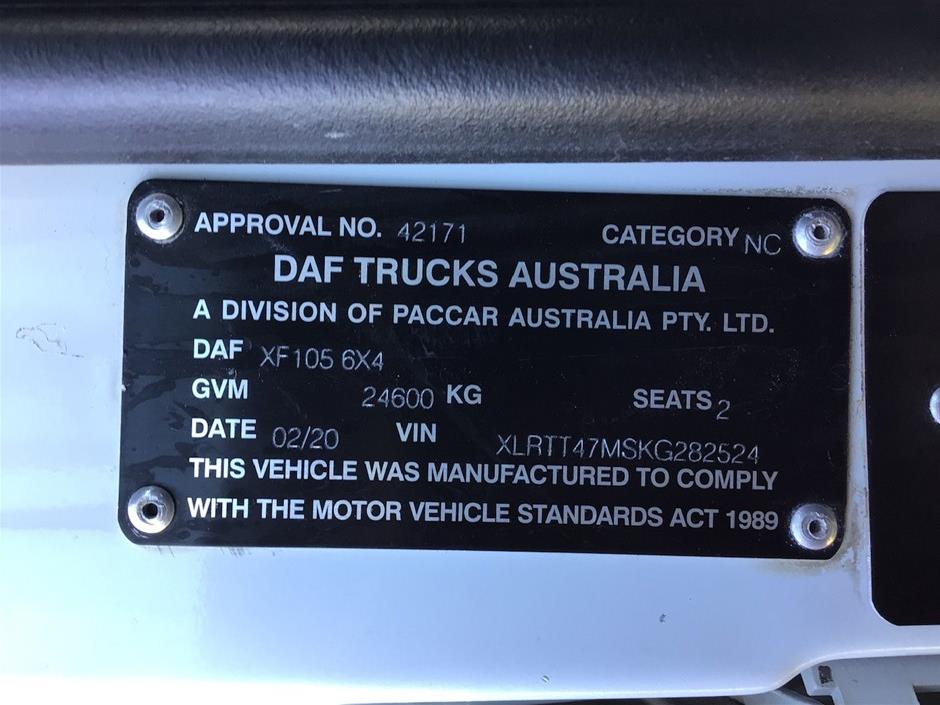 APPROVAL NO. 42171 CATEGORY NC
DAF TRUCKS AUSTRALIA
A DIVISION OF PACCAR AUSTRALIA PTY. LTD.
DAF XF105 6X4
GVM 24600 KG SEATS 2
DATE 02/20 VIN XLRTT47MSKG282524
THIS VEHICLE WAS MANUFACTURED TO COMPLY
WITH THE MOTOR VEHICLE STANDARDS ACT 1989